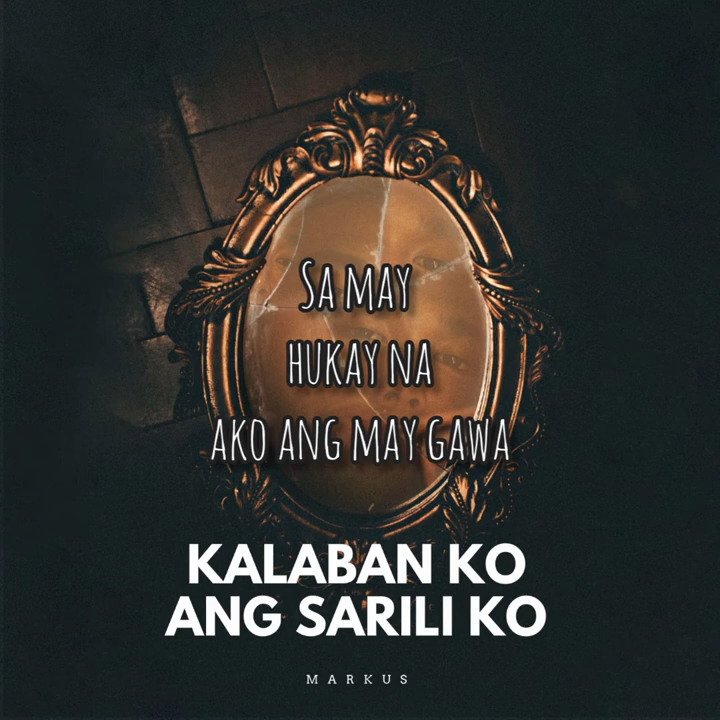 SA MAY
HUKAY NA
AKO ANG MAY GAWA
KALABAN KO
ANG SARILI KO
MARKUS